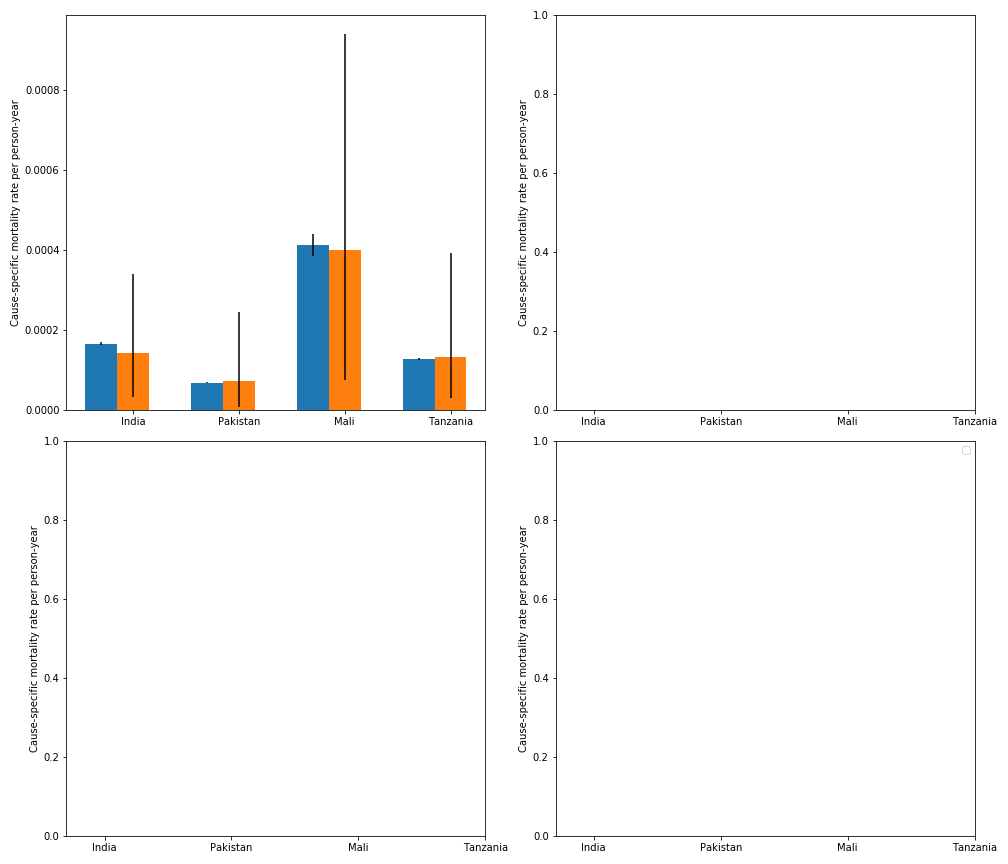 Cause-specific mortality rate per person-year
0.0008
0.0006
0.0004
0.0002
0.0000
India Pakistan Mali Tanzania
Cause-specific mortality rate per person-year
1.0
0.8
0.6
0.4
0.2
0.0
India Pakistan Mali Tanzania
Cause-specific mortality rate per person-year
1.0
0.8
0.6
0.4
0.2
0.0
India Pakistan Mali Tanzania
Cause-specific mortality rate per person-year
1.0
0.8
0.6
0.4
0.2
0.0
India Pakistan Mali Tanzania